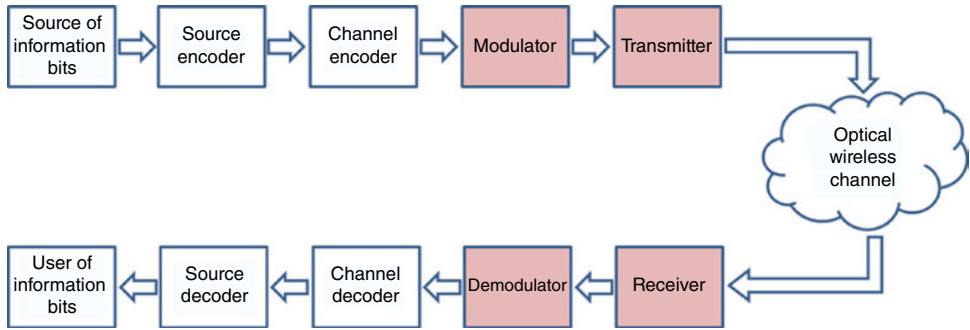 Source of
information
bits
Source
encoder
Channel
encoder
Modulator
Transmitter
Optical
wireless
channel
User of
information
bits
Source
decoder
Channel
decoder
Demodulator
Receiver